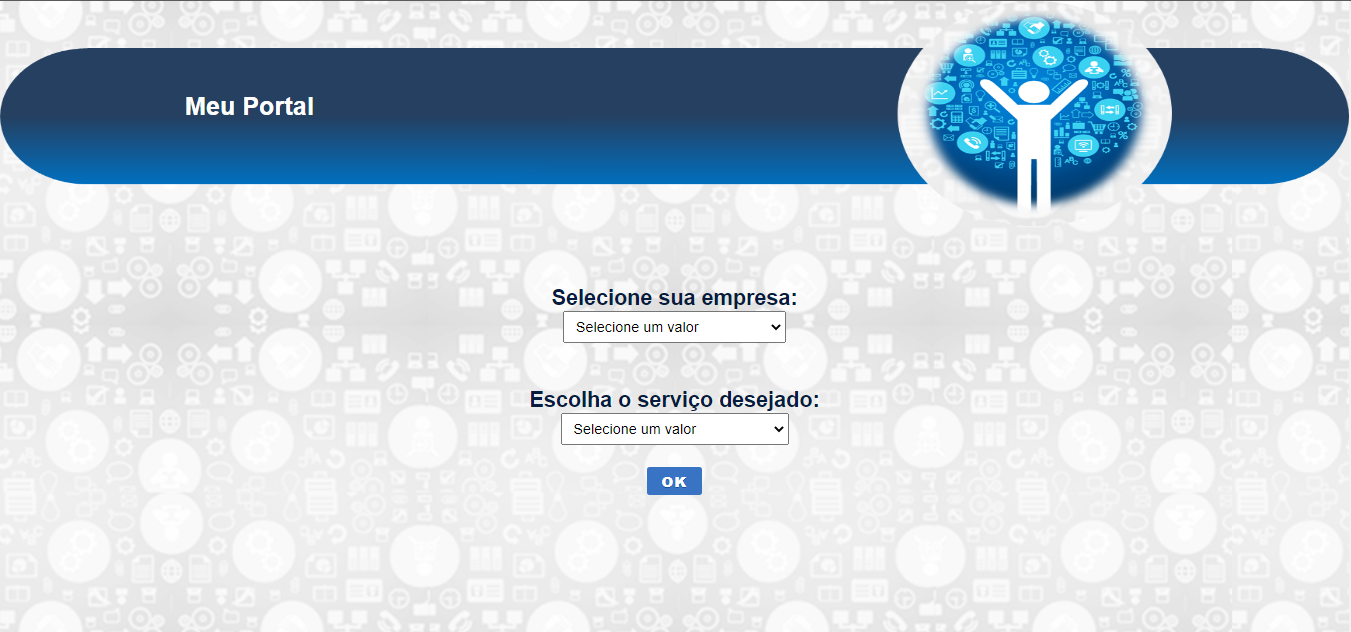 Meu Portal
Selecione sua empresa:
Selecione um valor
Escolha o serviço desejado:
Selecione um valor
OK